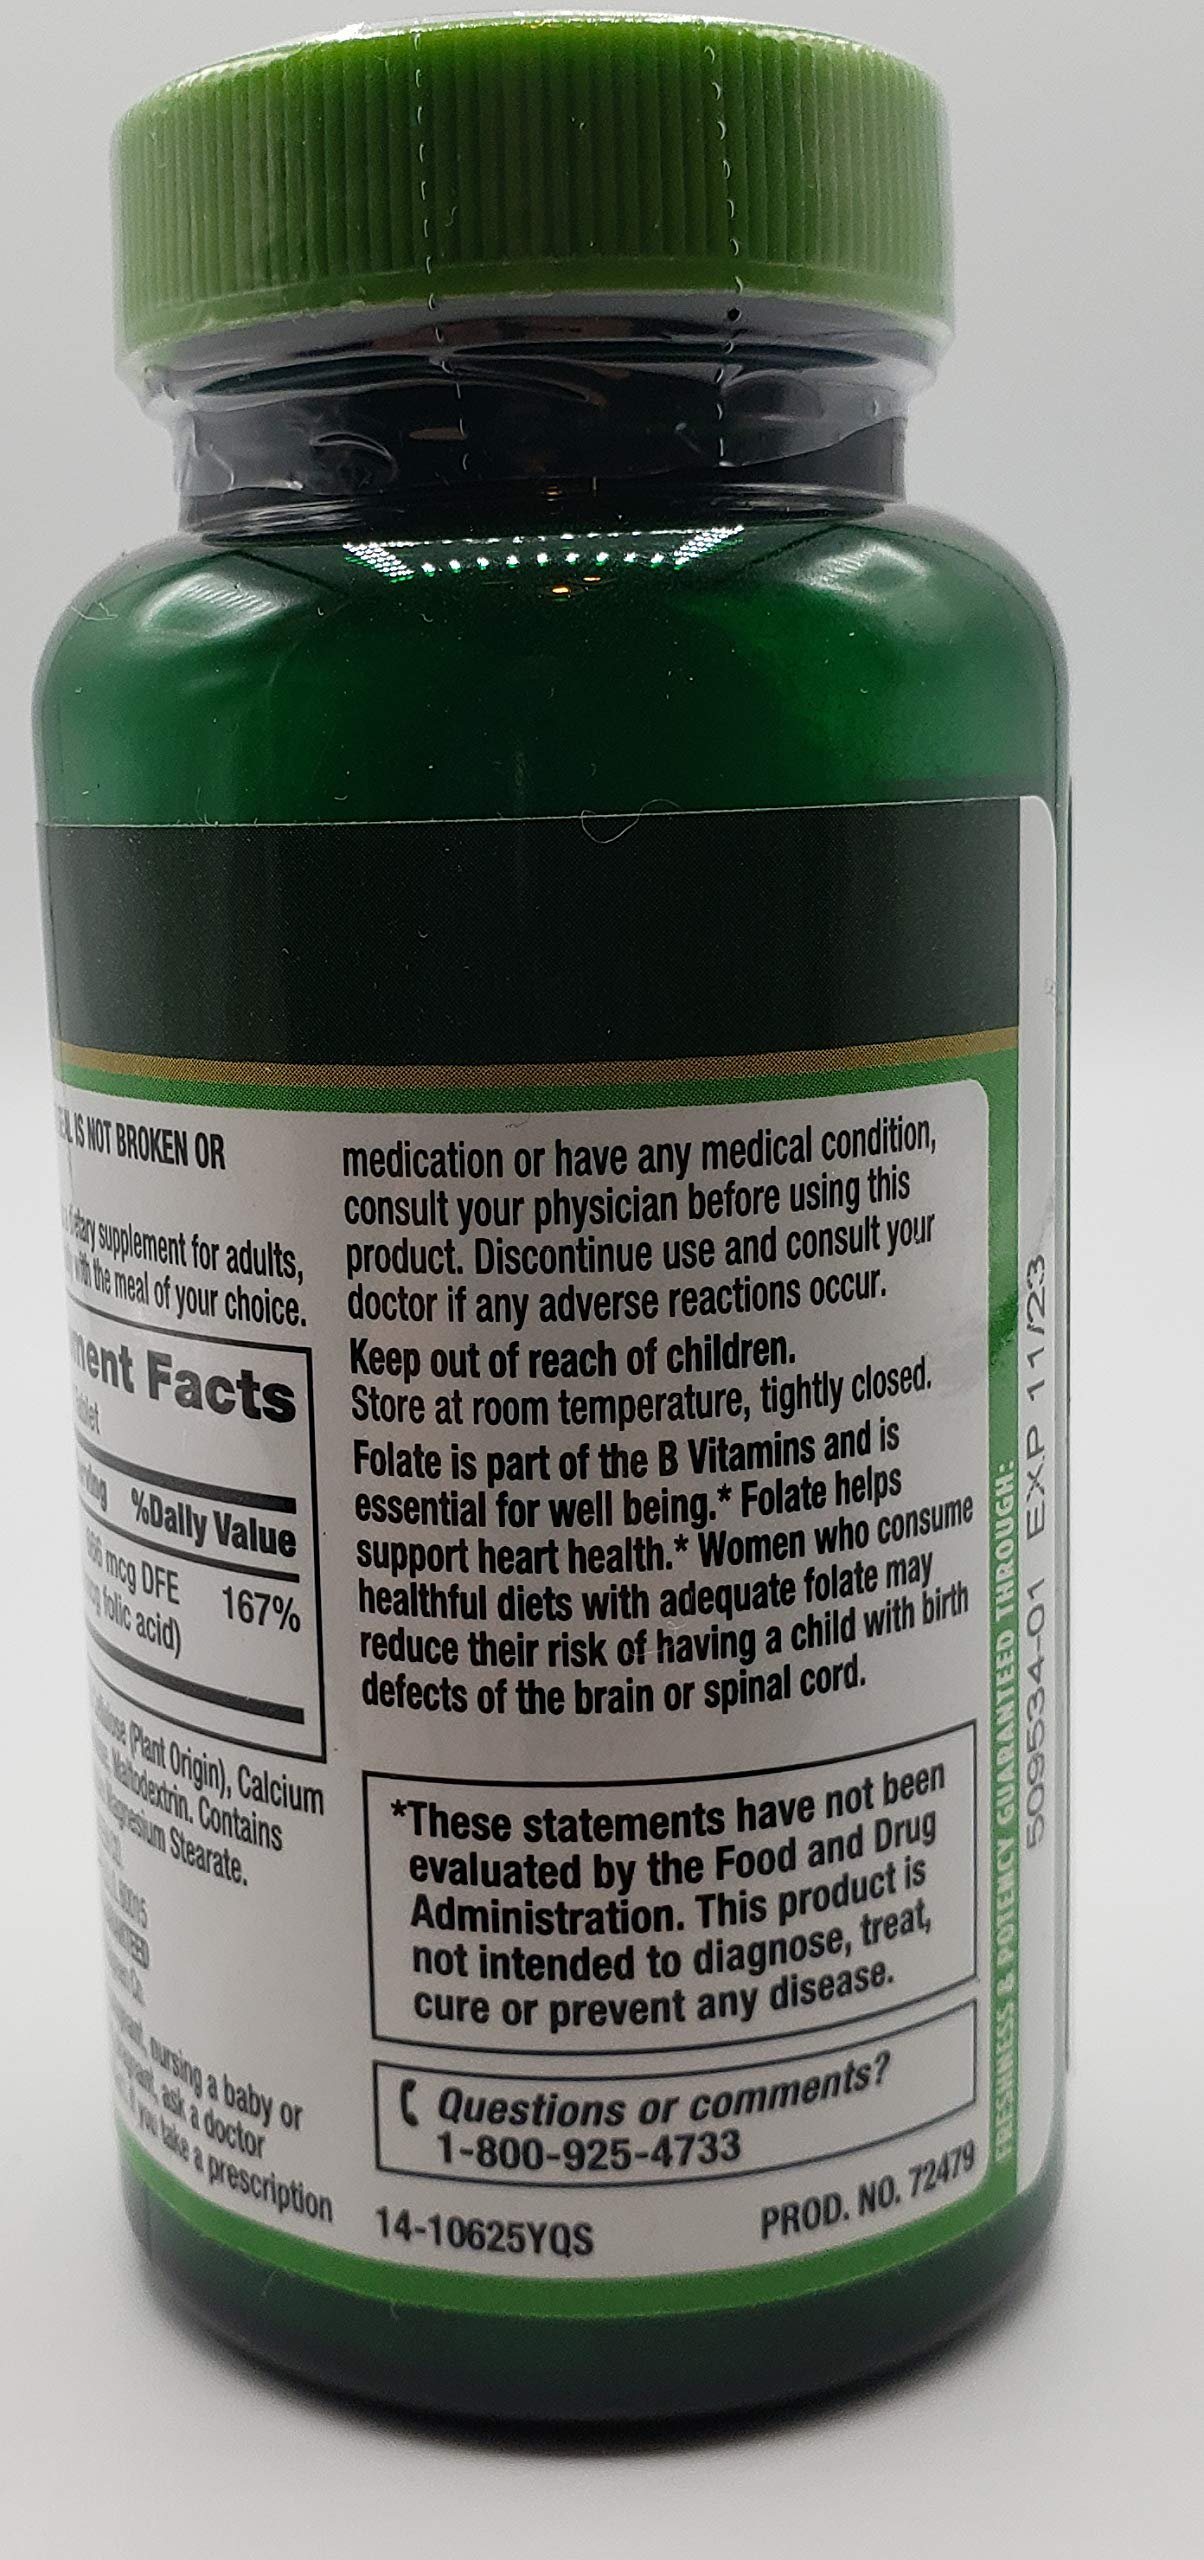 IS NOT BROKEN OR
supplement for adults,
with the meal of your choice.
Facts
%Daily Value
mcg DFE 167%
folic acid)
(Plant Origin), Calcium
Maltodextrin. Contains
Magnesium Stearate.
nursing a baby or
ask a doctor
if you take a prescription
medication or have any medical condition,
consult your physician before using this
product. Discontinue use and consult your
doctor if any adverse reactions occur.
Keep out of reach of children.
Store at room temperature, tightly closed.
Folate is part of the B Vitamins and is
essential for well being.* Folate helps
support heart health.* Women who consume
healthful diets with adequate folate may
reduce their risk of having a child with birth
defects of the brain or spinal cord.
*These statements have not been
evaluated by the Food and Drug
Administration. This product is
not intended to diagnose, treat,
cure or prevent any disease.
Questions or comments?
1-800-925-4733
14-10625YQS PROD. NO. 72479
FRESHNESS & POTENCY GUARANTEED THROUGH:
509534-01 EXP 11/23